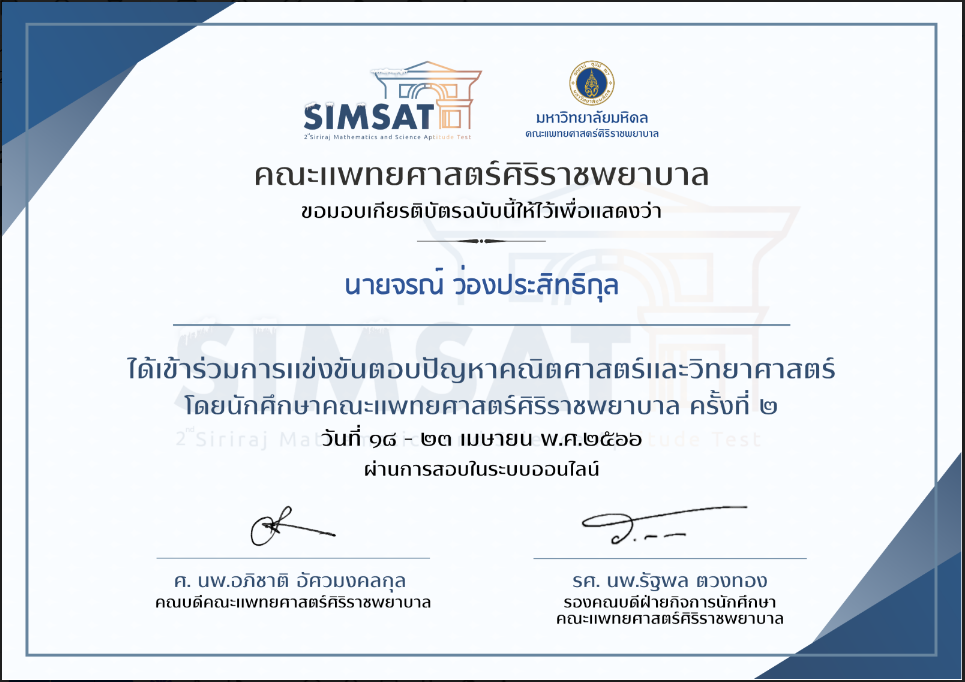 SIMSAT
2nd Siriraj Mathematics and Science Aptitude Test
มหาวิทยาลัยมหิดล
คณะแพทยศาสตร์ศิริราชพยาบาล
คณะแพทยศาสตร์ศิริราชพยาบาล
ขอมอบเกียรติบัตรฉบับนี้ให้ไว้เพื่อแสดงว่า
นายจรณ์ ว่องประสิทธิกุล
ได้เข้าร่วมการแข่งขันตอบปัญหาคณิตศาสตร์และวิทยาศาสตร์
โดยนักศึกษาคณะแพทยศาสตร์ศิริราชพยาบาล ครั้งที่ ๒
วันที่ ๑๘ - ๒๓ เมษายน พ.ศ.๒๕๖๖
ผ่านการสอบในระบบออนไลน์
ศ. นพ.อภิชาติ อัศวมงคลกุล
คณบดีคณะแพทยศาสตร์ศิริราชพยาบาล
รศ. นพ.รัฐพล ตวงทอง
รองคณบดีฝ่ายกิจการนักศึกษา
คณะแพทยศาสตร์ศิริราชพยาบาล